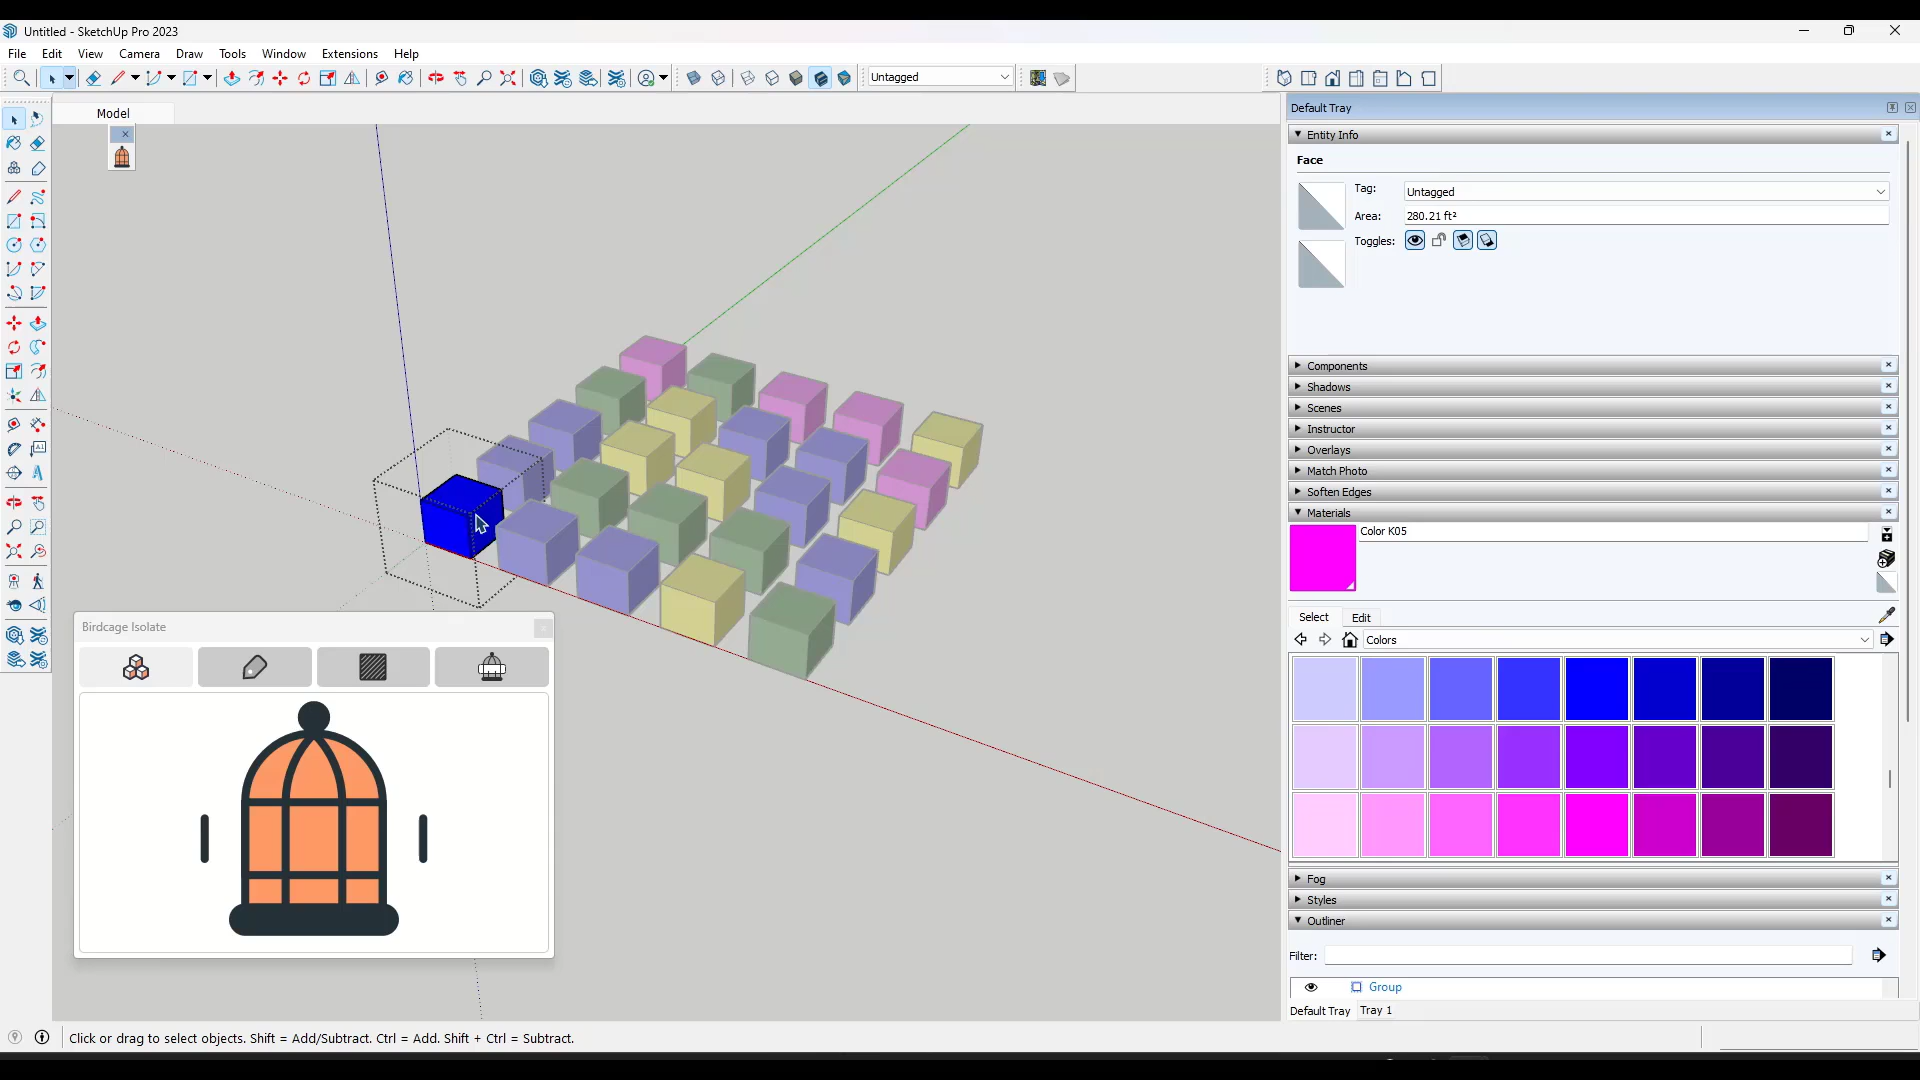 Untitled - SketchUp Pro 2023
File Edit View Camera Draw Tools Window Extensions Help
Untagged
Model
Default Tray
Entity Info
Face
Tag: Untagged
Area: 280.21 ft²
Toggles:
Components
Shadows
Scenes
Instructor
Overlays
Match Photo
Soften Edges
Materials
Color K05
Select Edit
Colors
Birdcage Isolate
Fog
Styles
Outliner
Filter:
Group
Default Tray Tray 1
Click or drag to select objects. Shift = Add/Subtract. Ctrl = Add. Shift + Ctrl = Subtract.